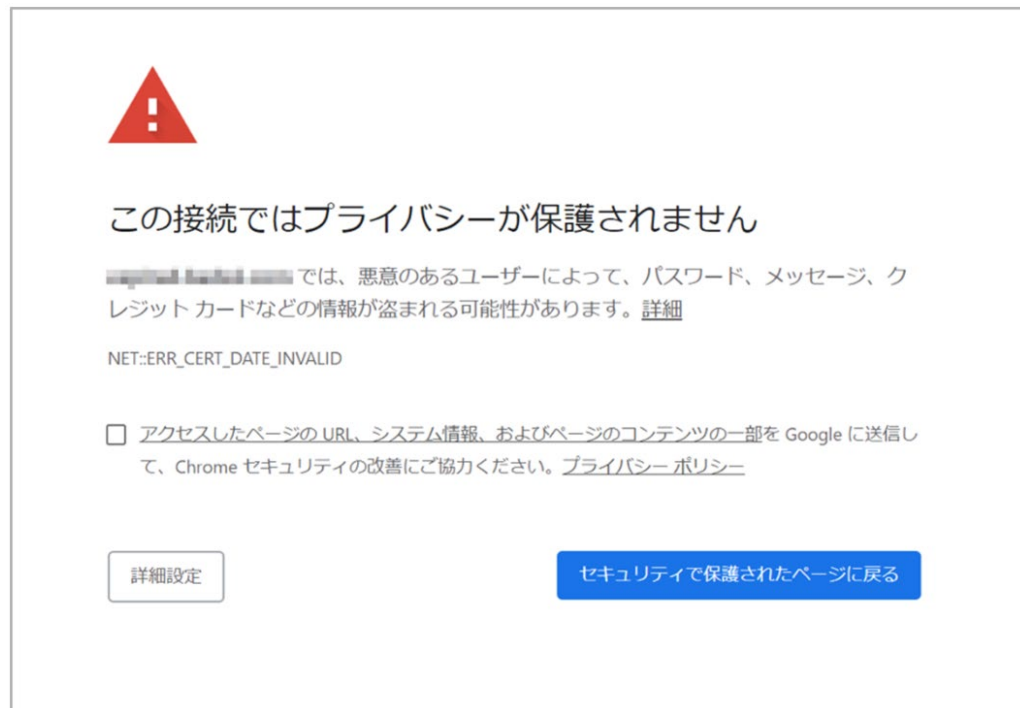 この接続ではプライバシーが保護されません
では、悪意のあるユーザーによって、パスワード、メッセージ、ク
レジット カードなどの情報が盗まれる可能性があります。詳細
NET::ERR_CERT_DATE_INVALID
アクセスしたページの URL、システム情報、およびページのコンテンツの一部を Google に送信し
て、Chrome セキュリティの改善にご協力ください。プライバシー ポリシー
詳細設定
セキュリティで保護されたページに戻る